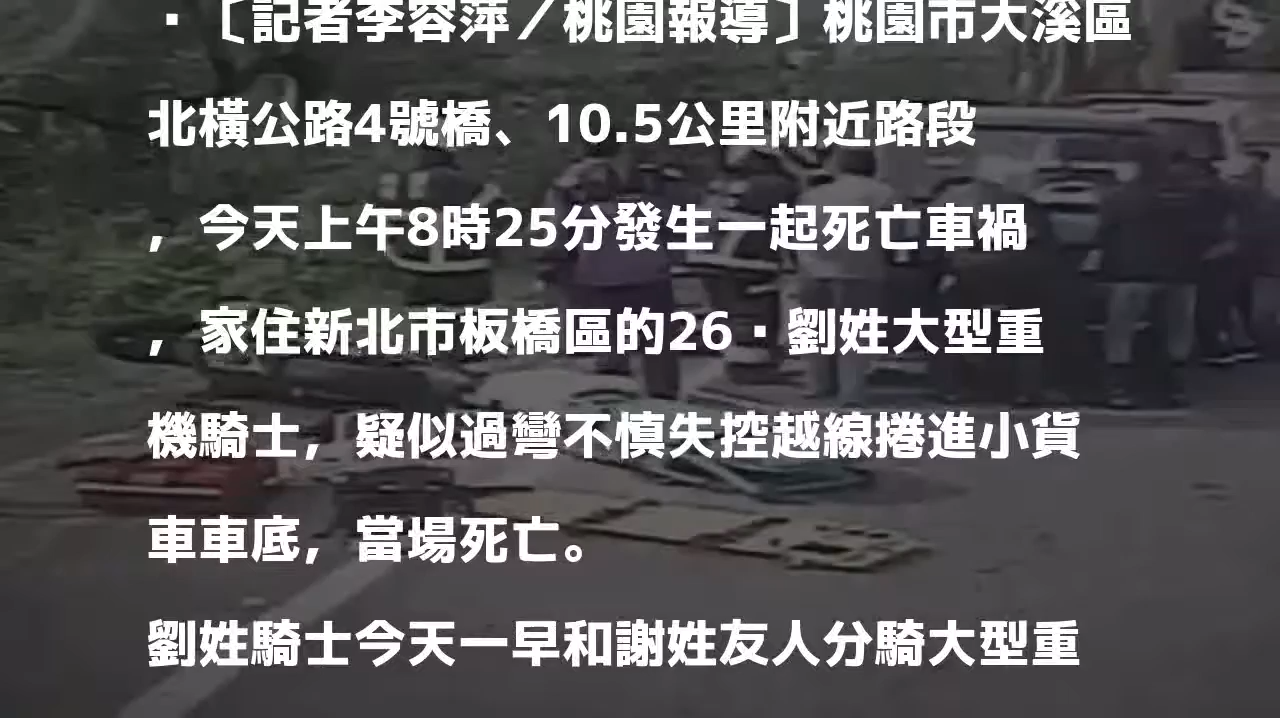 ·〔記者李容萍／桃園報導〕桃園市大溪區
北橫公路4號橋、10.5公里附近路段
，今天上午8時25分發生一起死亡車禍
，家住新北市板橋區的26·劉姓大型重
機騎士，疑似過彎不慎失控越線捲進小貨
車車底，當場死亡。
劉姓騎士今天一早和謝姓友人分騎大型重